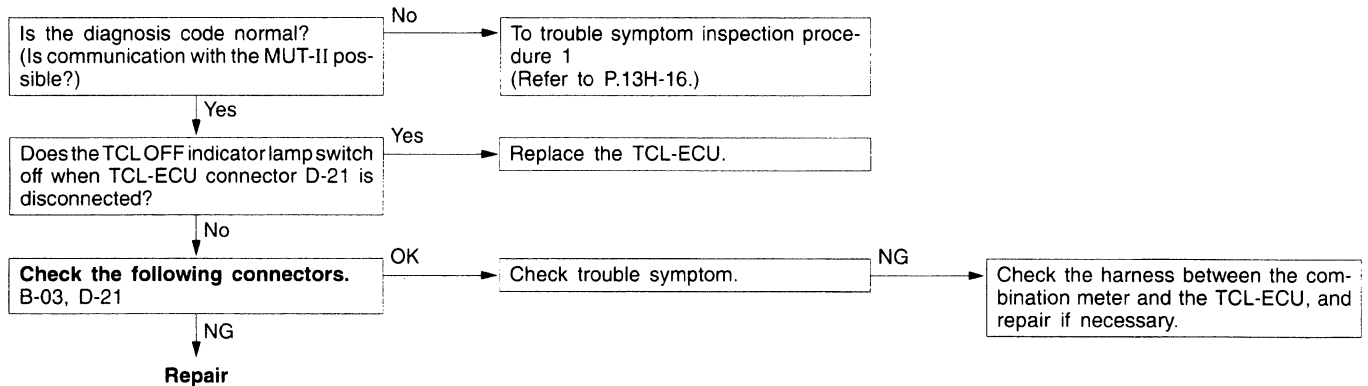 Is the diagnosis code normal?
(Is communication with the MUT-II pos-
sible?)
No
To trouble symptom inspection proce-
dure 1
(Refer to P.13H-16.)
Yes
Does the TCL OFF indicator lamp switch
off when TCL-ECU connector D-21 is
disconnected?
Yes
Replace the TCL-ECU.
No
Check the following connectors.
B-03, D-21
OK
Check trouble symptom.
NG
Check the harness between the com-
bination meter and the TCL-ECU, and
repair if necessary.
NG
Repair